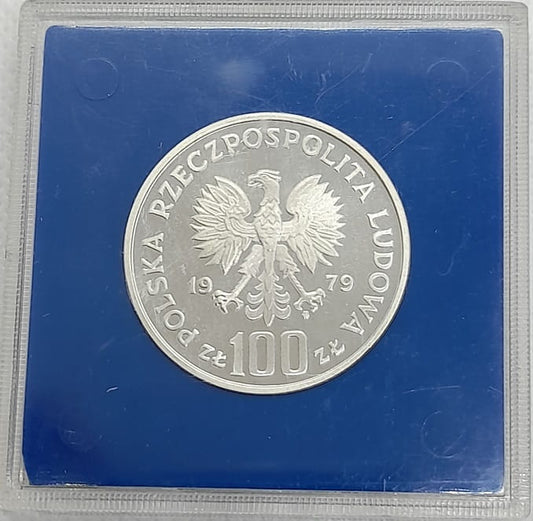 POLSKA RZECZPOSPOLITA LUDOWA
19 79
zł 100 zł